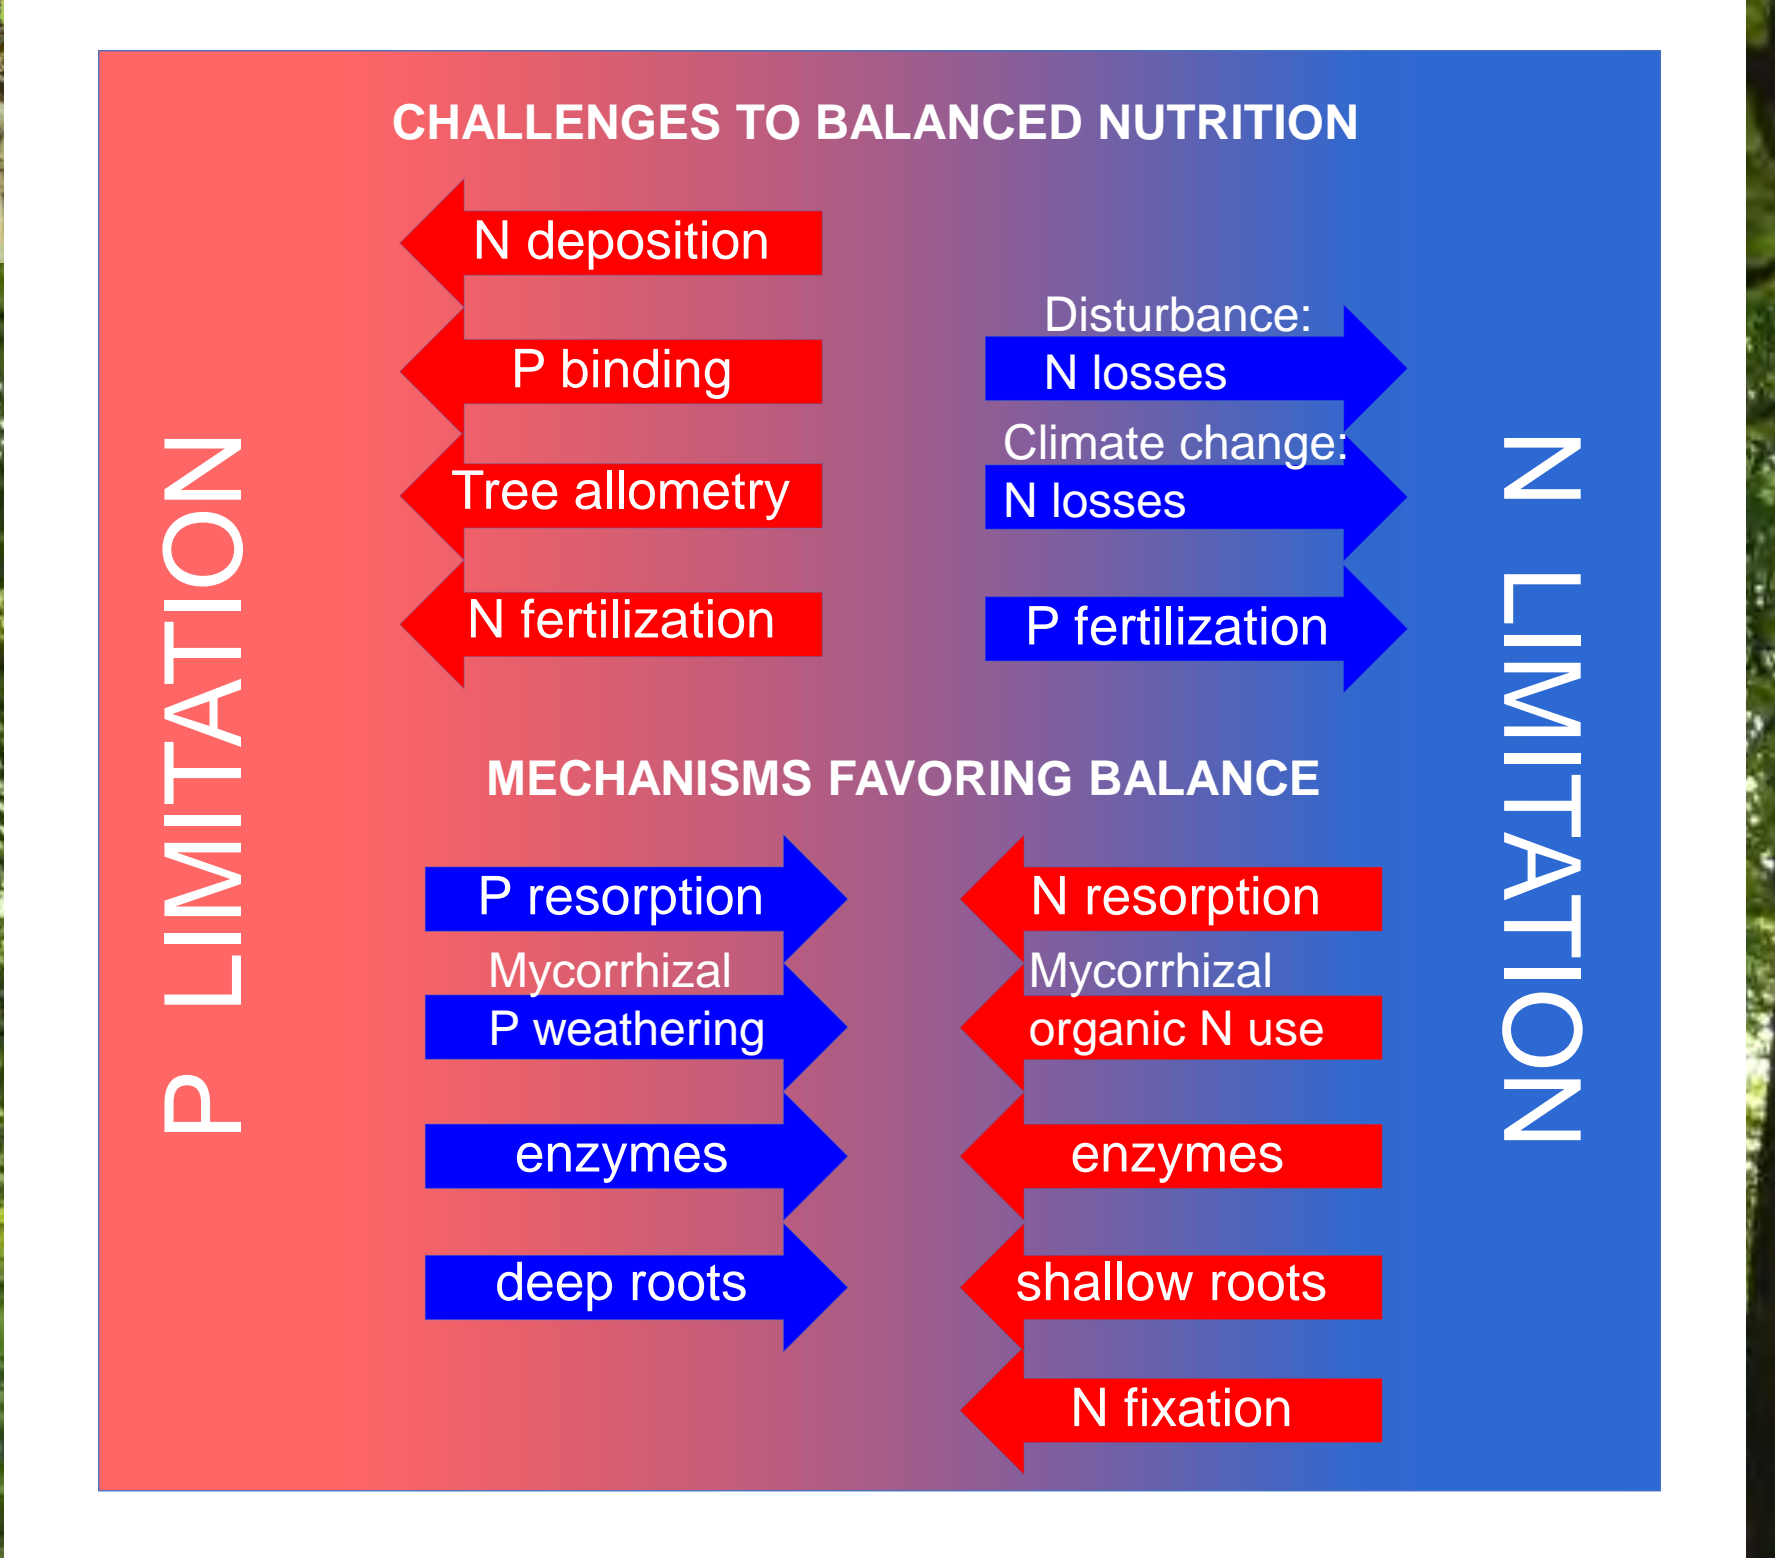 CHALLENGES TO BALANCED NUTRITION
N deposition
P binding
Tree allometry
N fertilization
Disturbance:
N losses
Climate change:
N losses
P fertilization
P LIMITATION
N LIMITATION
MECHANISMS FAVORING BALANCE
P resorption
Mycorrhizal
P weathering
enzymes
deep roots
N resorption
Mycorrhizal
organic N use
enzymes
shallow roots
N fixation